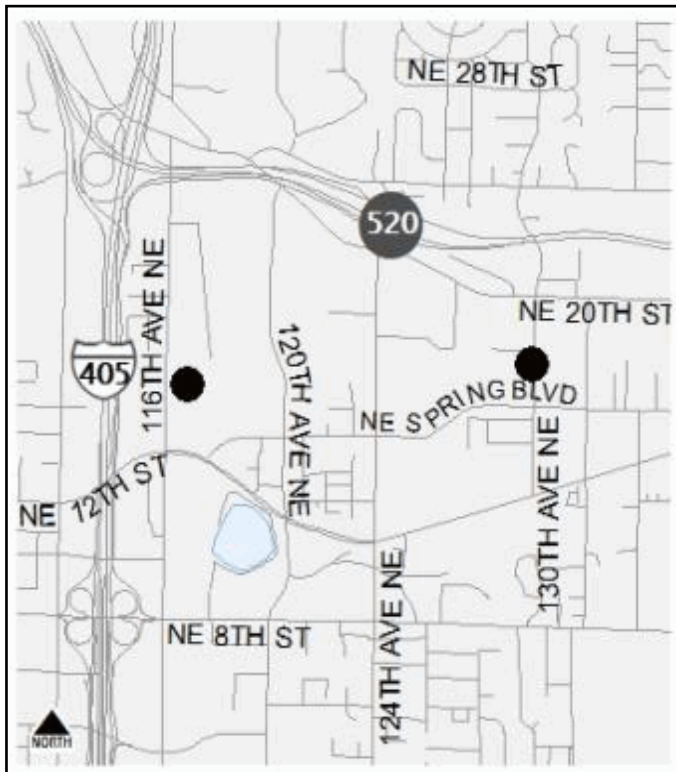 NE 28TH ST
520
116TH AVE NE
NE 20TH ST
120TH AVE NE
405
NE SPRING BLVD
NE 12TH ST
130TH AVE NE
124TH AVE NE
NE 8TH ST
NORTH